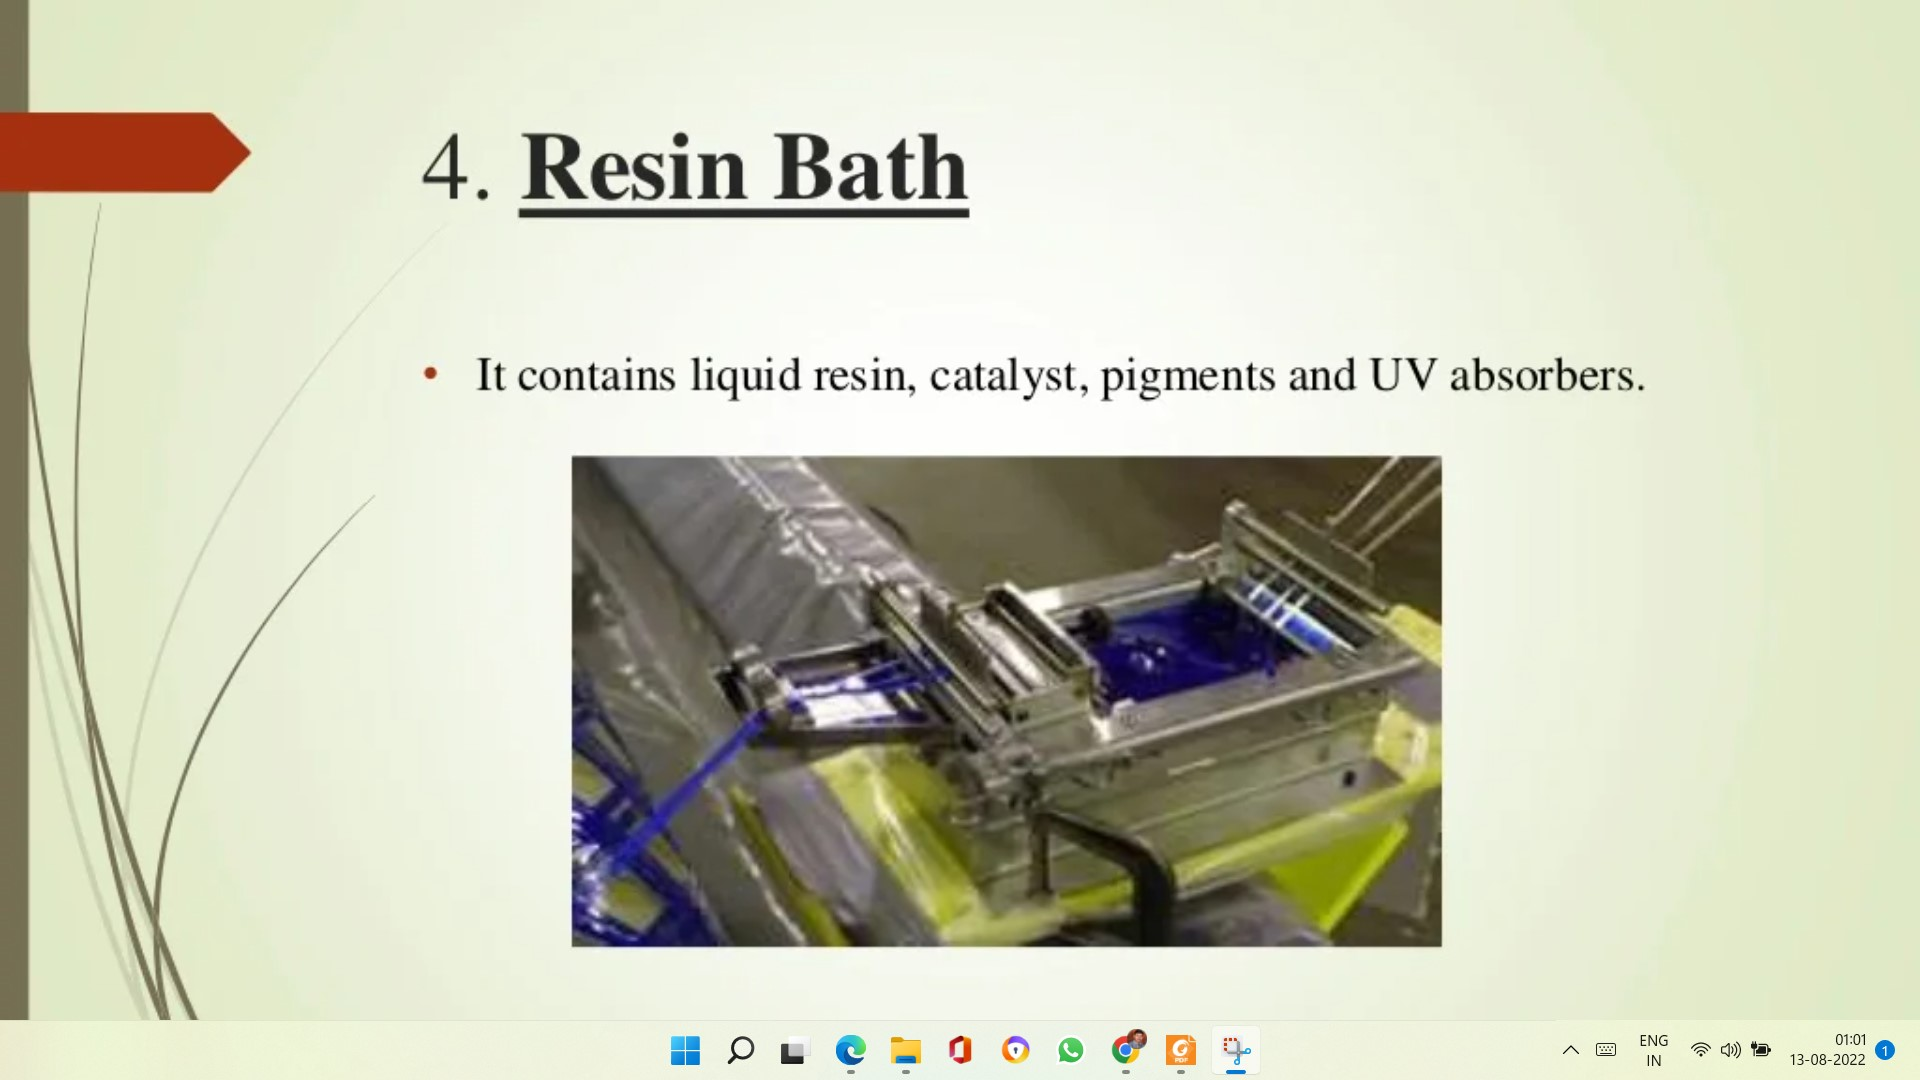 4. Resin Bath
• It contains liquid resin, catalyst, pigments and UV absorbers.
PDF
ENG
IN
01:01
13-08-2022
1